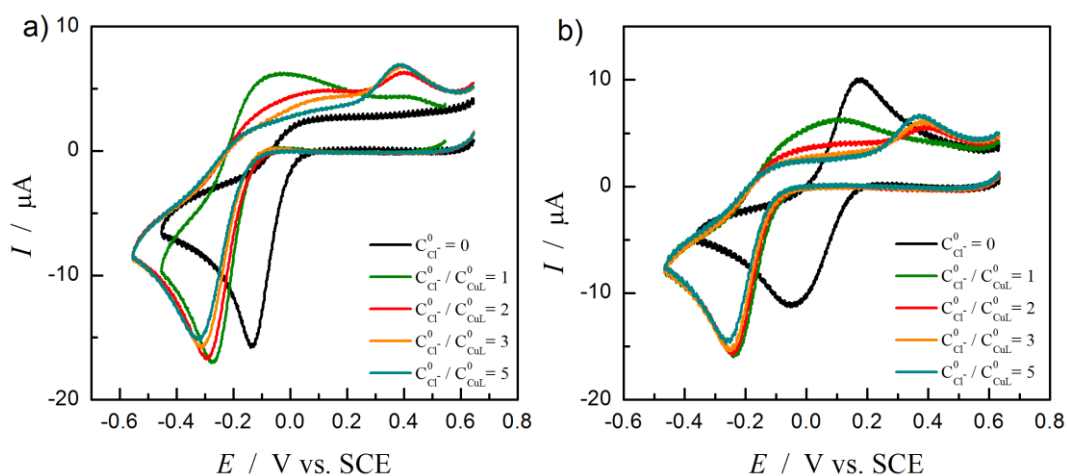 a)
10
0
-10
-20
I / µA
-0.6 -0.4 -0.2 0.0 0.2 0.4 0.6 0.8
E / V vs. SCE
C⁰Cl⁻ = 0
C⁰Cl⁻ / C⁰CuL = 1
C⁰Cl⁻ / C⁰CuL = 2
C⁰Cl⁻ / C⁰CuL = 3
C⁰Cl⁻ / C⁰CuL = 5
b)
10
0
-10
-20
I / µA
-0.6 -0.4 -0.2 0.0 0.2 0.4 0.6 0.8
E / V vs. SCE
C⁰Cl⁻ = 0
C⁰Cl⁻ / C⁰CuL = 1
C⁰Cl⁻ / C⁰CuL = 2
C⁰Cl⁻ / C⁰CuL = 3
C⁰Cl⁻ / C⁰CuL = 5